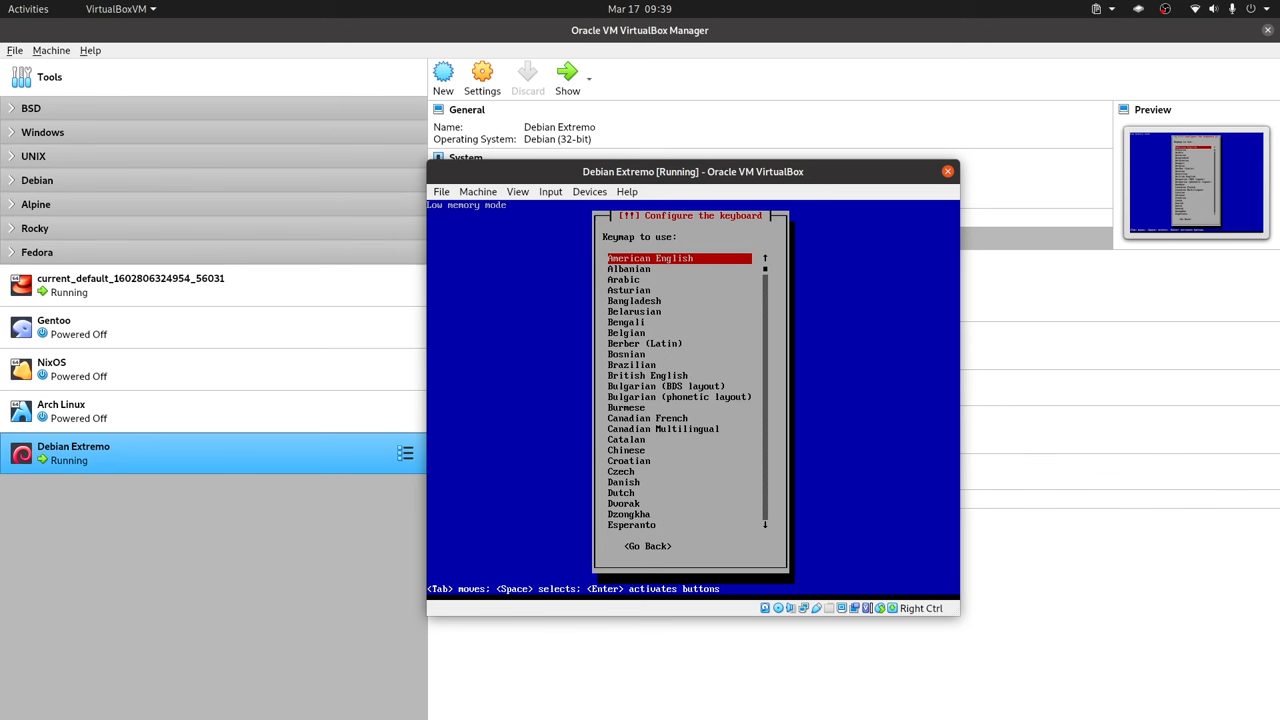 Activities
VirtualBoxVM
Mar 17 09:39
Oracle VM VirtualBox Manager
File Machine Help
Tools
New Settings Discard Show
BSD
Windows
UNIX
Debian
Alpine
Rocky
Fedora
current_default_1602806324954_56031
Running
Gentoo
Powered Off
NixOS
Powered Off
Arch Linux
Powered Off
Debian Extremo
Running
General
Name: Debian Extremo
Operating System: Debian (32-bit)
System
Preview
Debian Extremo [Running] - Oracle VM VirtualBox
File Machine View Input Devices Help
Low memory mode
[!!] Configure the keyboard
Keymap to use:
American English
Albanian
Arabic
Asturian
Bangladesh
Belarusian
Bengali
Belgian
Berber (Latin)
Bosnian
Brazilian
British English
Bulgarian (BDS layout)
Bulgarian (phonetic layout)
Burmese
Canadian French
Canadian Multilingual
Catalan
Chinese
Croatian
Czech
Danish
Dutch
Dvorak
Dzongkha
Esperanto
<Go Back>
<Tab> moves; <Space> selects; <Enter> activates buttons
Right Ctrl